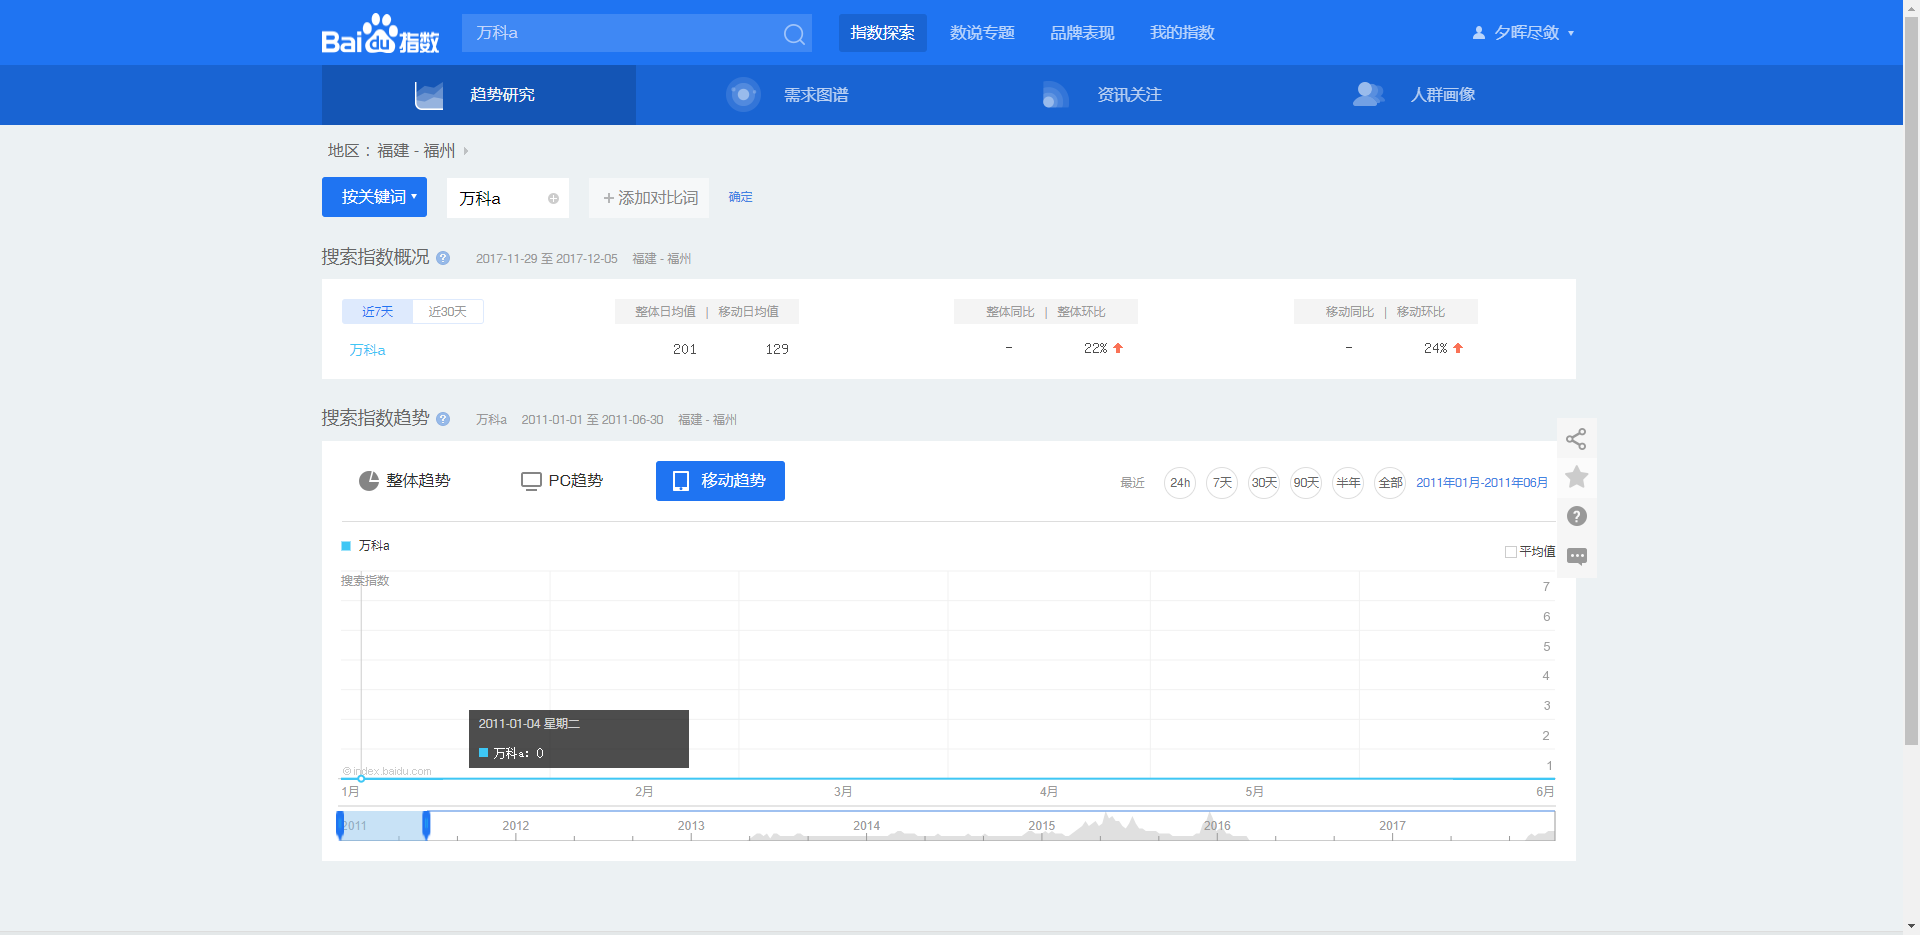 Bai du 指数
万科a
指数探索 数说专题 品牌表现 我的指数
夕晖尽敛
趋势研究 需求图谱 资讯关注 人群画像
地区： 福建 - 福州
按关键词 万科a + 添加对比词 确定
搜索指数概况 ? 2017-11-29 至 2017-12-05 福建 - 福州
近7天 近30天 整体日均值 | 移动日均值 整体同比 | 整体环比 移动同比 | 移动环比
万科a 201 129 - 22% - 24%
搜索指数趋势 ? 万科a 2011-01-01 至 2011-06-30 福建 - 福州
整体趋势 PC趋势 移动趋势 最近 24h 7天 30天 90天 半年 全部 2011年01月-2011年06月
?
万科a
平均值
搜索指数
7
6
5
4
3
2
1
2011-01-04 星期二
万科a: 0
©index.baidu.com
1月 2月 3月 4月 5月 6月
2011 2012 2013 2014 2015 2016 2017